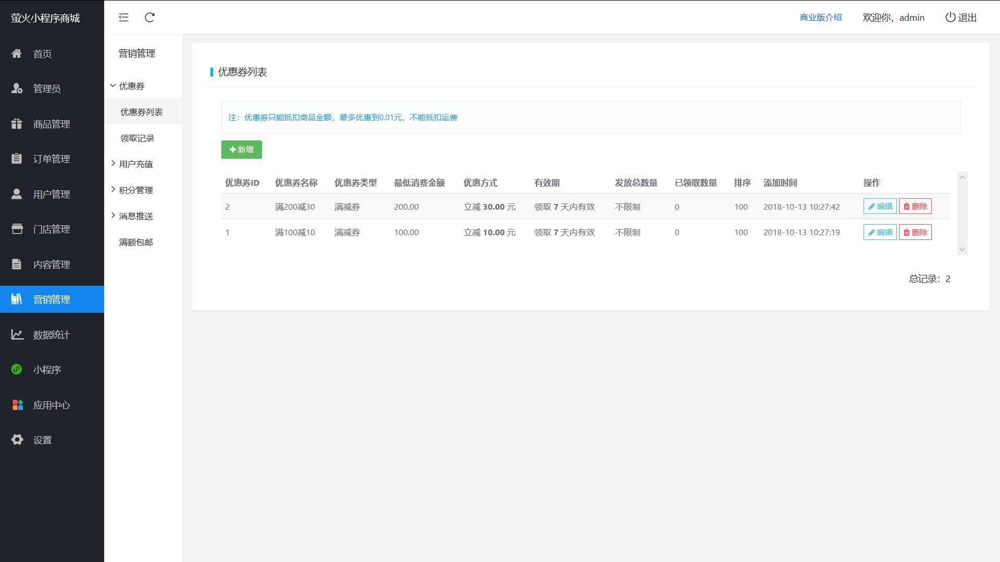 萤火小程序商城
首页
管理员
商品管理
订单管理
用户管理
门店管理
内容管理
营销管理
数据统计
小程序
应用中心
设置
商业版介绍
欢迎你，admin
退出
营销管理
优惠券
优惠券列表
领取记录
用户充值
积分管理
消息推送
满额包邮
优惠券列表
注：优惠券只能抵扣商品金额，最多优惠到0.01元，不能抵扣运费
新增
优惠券ID 优惠券名称 优惠券类型 最低消费金额 优惠方式 有效期 发放总数量 已领取数量 排序 添加时间 操作
2 满200减30 满减券 200.00 立减 30.00 元 领取 7 天内有效 不限制 0 100 2018-10-13 10:27:42 编辑 删除
1 满100减10 满减券 100.00 立减 10.00 元 领取 7 天内有效 不限制 0 100 2018-10-13 10:27:19 编辑 删除
总记录：2